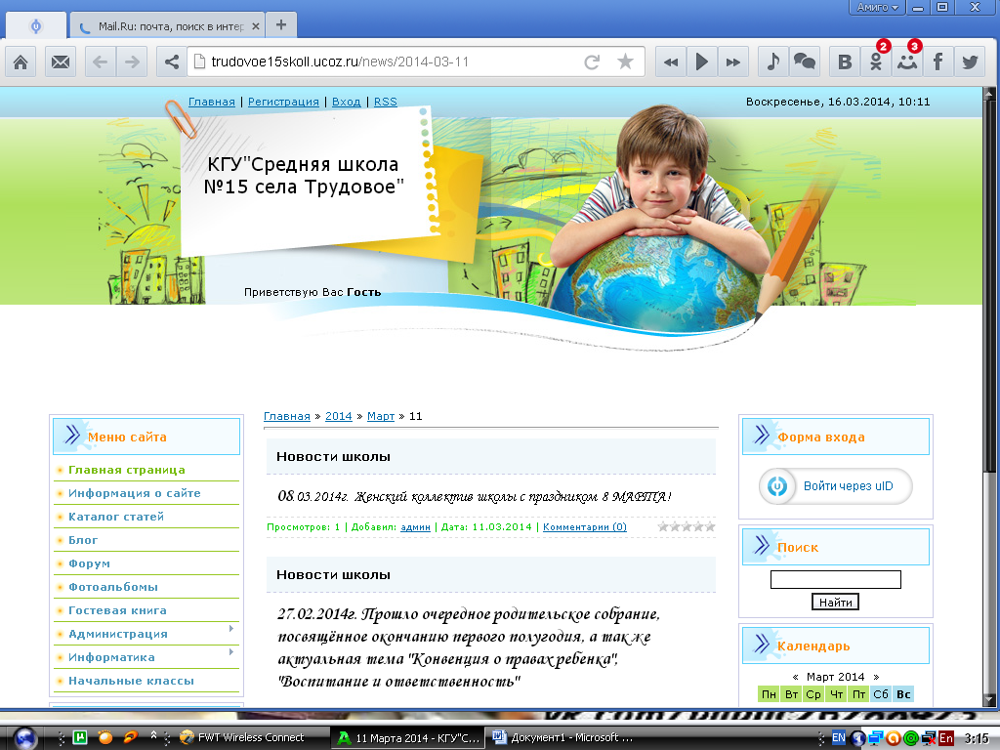 Амиго
Mail.Ru: почта, поиск в интер
trudovoe15skoll.ucoz.ru/news/2014-03-11
B 2 3 f
Главная | Регистрация | Вход | RSS
Воскресенье, 16.03.2014, 10:11
КГУ"Средняя школа
№15 села Трудовое"
Приветствую Вас Гость
Меню сайта
Главная страница
Информация о сайте
Каталог статей
Блог
Форум
Фотоальбомы
Гостевая книга
Администрация
Информатика
Начальные классы
Главная » 2014 » Март » 11
Новости школы
08.03.2014г. Женский коллектив школы с праздником 8 МАРТА!
Просмотров: 1 | Добавил: админ | Дата: 11.03.2014 | Комментарии (0)
Новости школы
27.02.2014г. Прошло очередное родительское собрание,
посвящённое окончанию первого полугодия, а так же
актуальная тема "Конвенция о правах ребенка",
"Воспитание и ответственность"
Форма входа
Войти через uID
Поиск
Найти
Календарь
« Март 2014 »
Пн Вт Ср Чт Пт Сб Вс
FWT Wireless Connect
11 Марта 2014 - КГУ"С...
Документ1 - Microsoft ...
EN
En
3:15